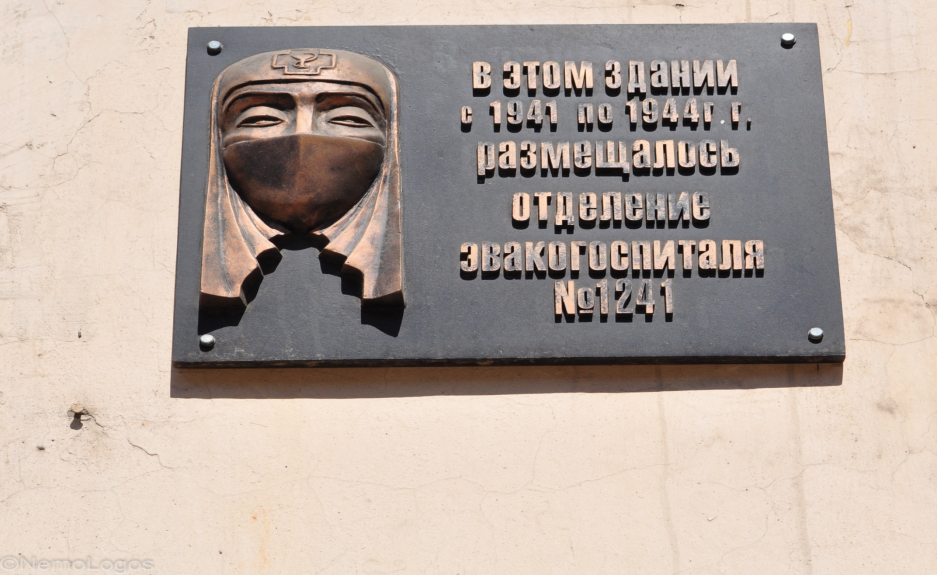 в этом здании
с 1941 по 1944г.г.
размещалось
отделение
эвакогоспиталя
№1241
©NemoLogos